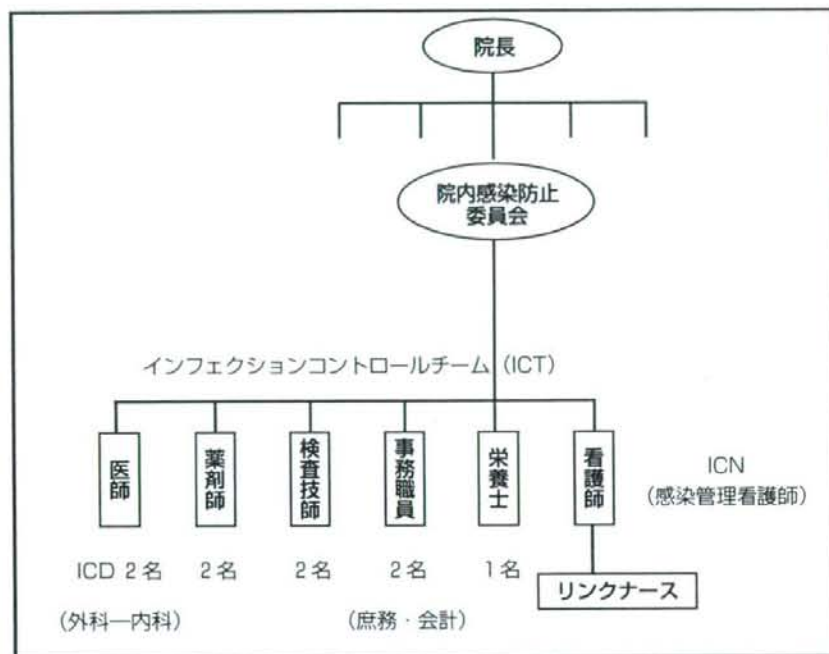 院長
院内感染防止
委員会
インフェクションコントロールチーム（ICT）
医師
薬剤師
検査技師
事務職員
栄養士
看護師
ICN
（感染管理看護師）
ICD 2名
2名
2名
2名
1名
リンクナース
（外科―内科）
（庶務・会計）